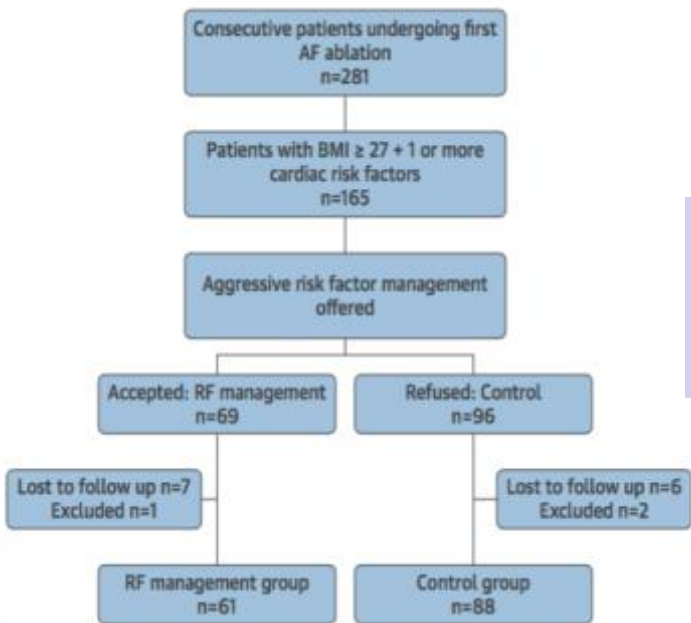 Consecutive patients undergoing first
AF ablation
n=281
Patients with BMI ≥ 27 + 1 or more
cardiac risk factors
n=165
Aggressive risk factor management
offered
Accepted: RF management
n=69
Refused: Control
n=96
Lost to follow up n=7
Excluded n=1
Lost to follow up n=6
Excluded n=2
RF management group
n=61
Control group
n=88